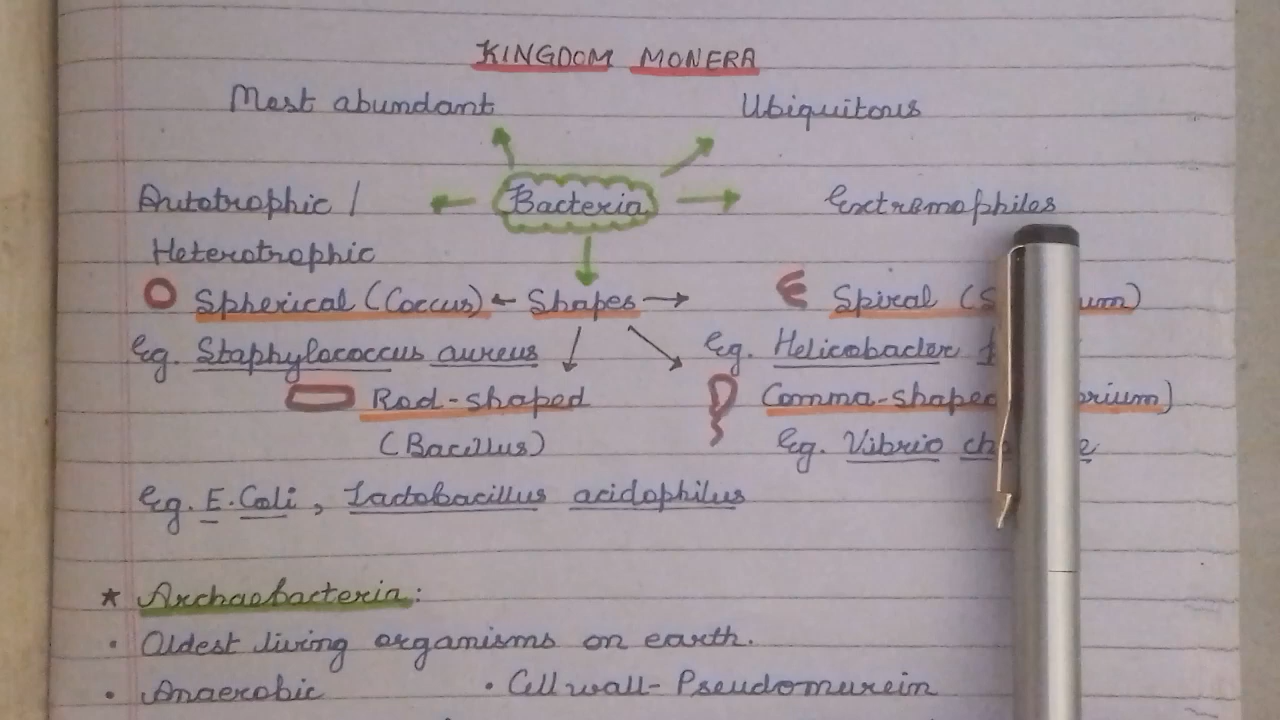 KINGDOM MONERA
Most abundant Ubiquitous
Autotrophic / Bacteria Extremophiles
Heterotrophic
Spherical (Coccus) ← Shapes → Spiral
Eg. Staphylococcus aureus Eg. Helicobacter
Rod-shaped
(Bacillus) Eg. Vibrio
Eg. E. Coli, Lactobacillus acidophilus
* Archaebacteria:
• Oldest living organisms on earth.
• Anaerobic • Cell wall - Pseudomurein